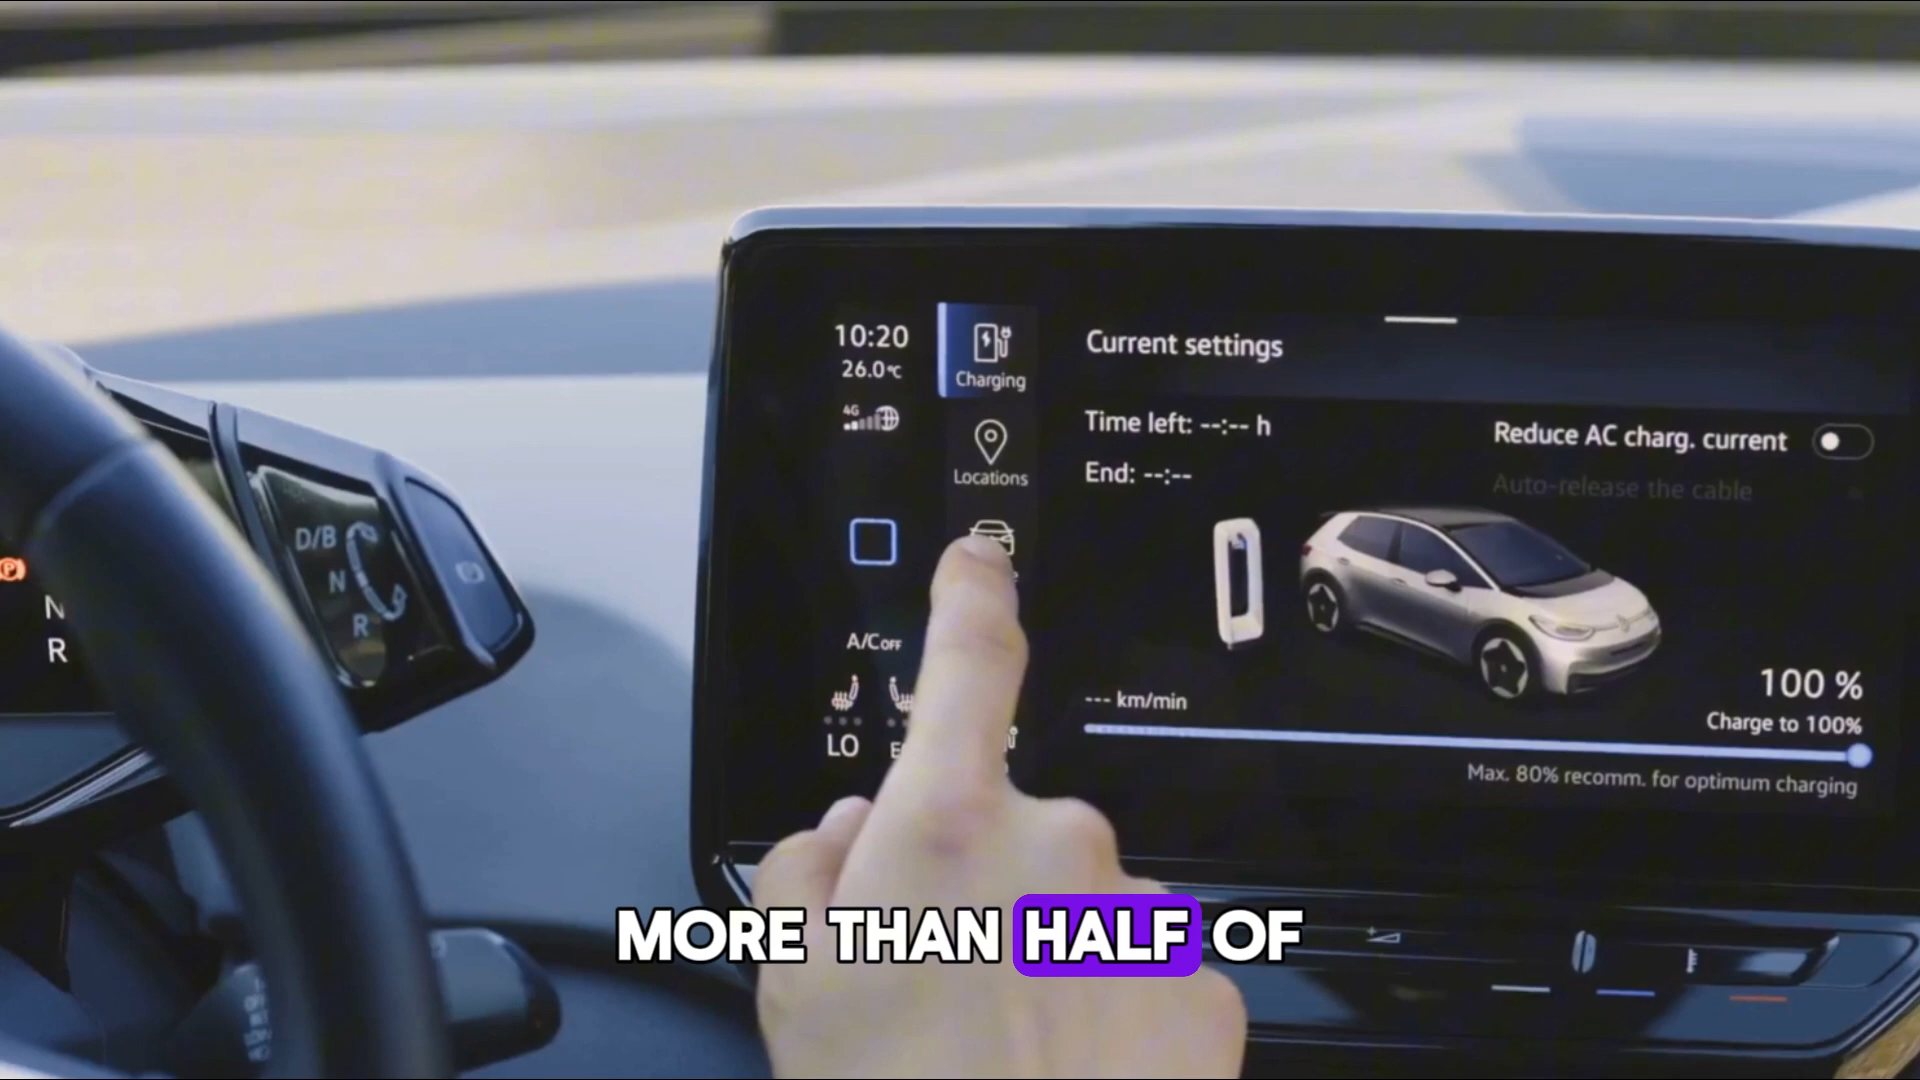 10:20
26.0°C
4G
Charging
Locations
Current settings
Time left: --:-- h
End: --:--
Reduce AC charg. current
Auto-release the cable
D/B
N
R
N
R
A/C OFF
LO
--- km/min
100 %
Charge to 100%
Max. 80% recomm. for optimum charging
MORE THAN HALF OF